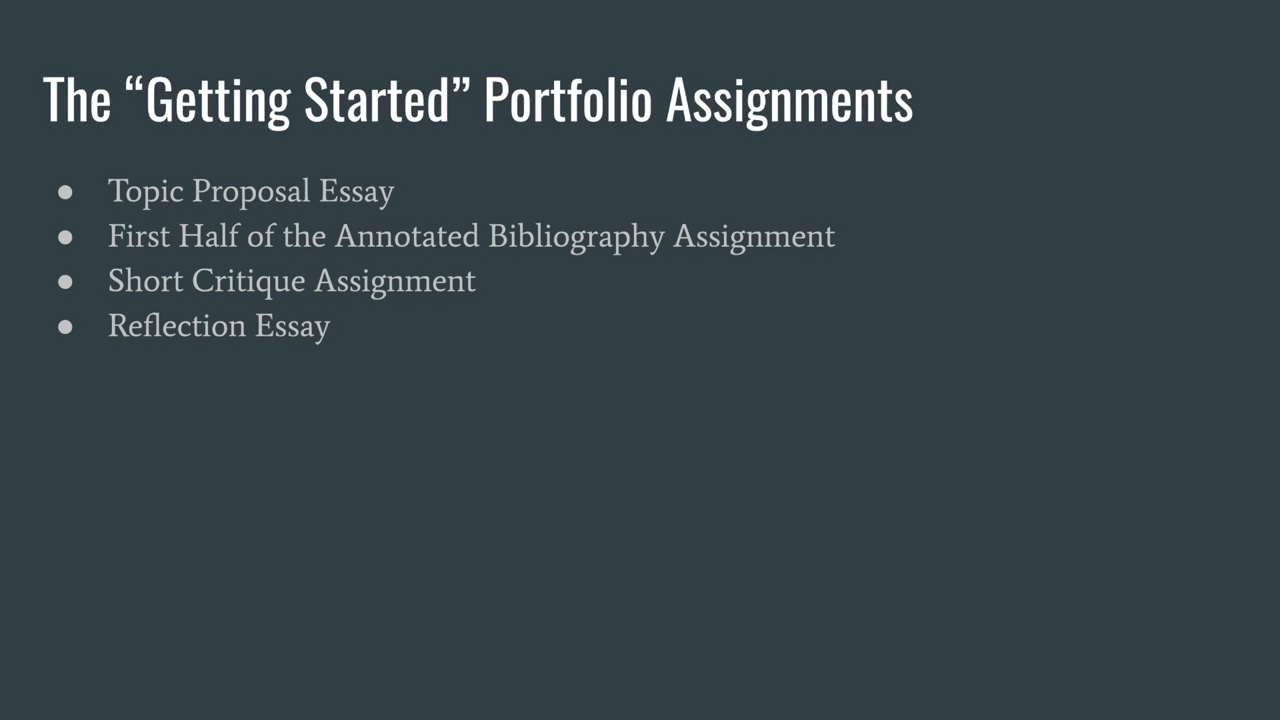 The “Getting Started” Portfolio Assignments
● Topic Proposal Essay
● First Half of the Annotated Bibliography Assignment
● Short Critique Assignment
● Reflection Essay